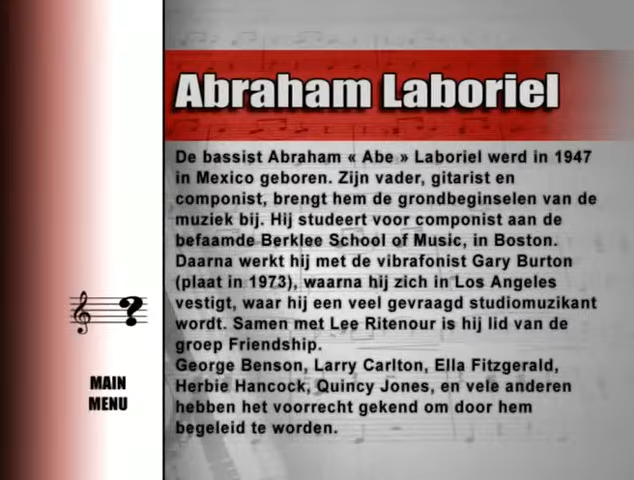 Abraham Laboriel
De bassist Abraham « Abe » Laboriel werd in 1947
in Mexico geboren. Zijn vader, gitarist en
componist, brengt hem de grondbeginselen van de
muziek bij. Hij studeert voor componist aan de
befaamde Berklee School of Music, in Boston.
Daarna werkt hij met de vibrafonist Gary Burton
(plaat in 1973), waarna hij zich in Los Angeles
vestigt, waar hij een veel gevraagd studiomuzikant
wordt. Samen met Lee Ritenour is hij lid van de
groep Friendship.
George Benson, Larry Carlton, Ella Fitzgerald,
Herbie Hancock, Quincy Jones, en vele anderen
hebben het voorrecht gekend om door hem
begeleid te worden.
?
MAIN
MENU